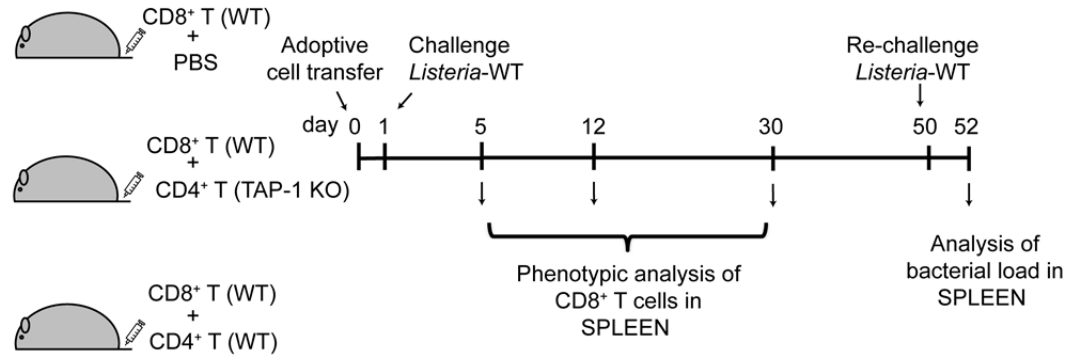 CD8⁺ T (WT)
+
PBS
CD8⁺ T (WT)
+
CD4⁺ T (TAP-1 KO)
CD8⁺ T (WT)
+
CD4⁺ T (WT)
Adoptive
cell transfer
Challenge
Listeria-WT
Re-challenge
Listeria-WT
day 0 1 5 12 30 50 52
Phenotypic analysis of
CD8⁺ T cells in
SPLEEN
Analysis of
bacterial load in
SPLEEN